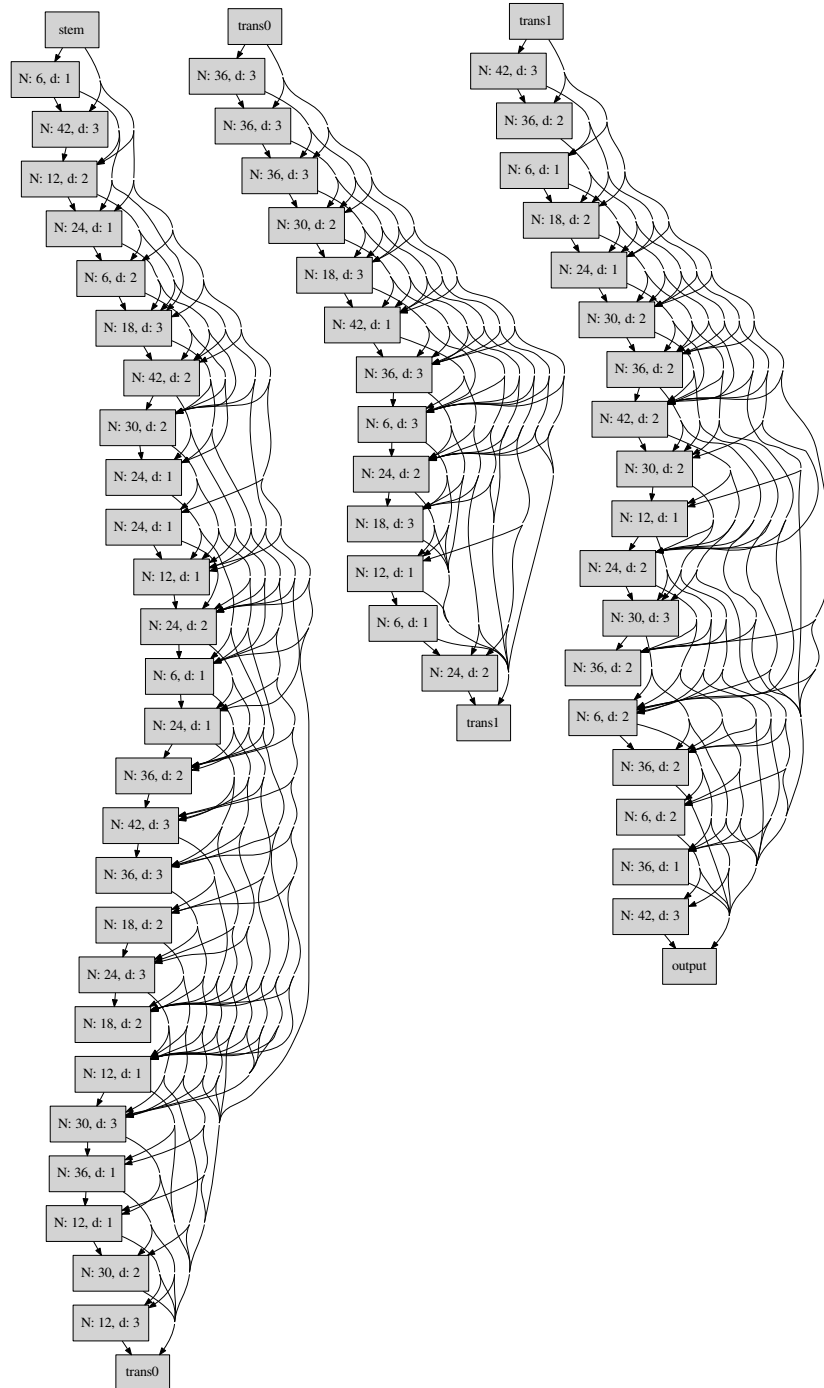 stem
N: 6, d: 1
N: 42, d: 3
N: 12, d: 2
N: 24, d: 1
N: 6, d: 2
N: 18, d: 3
N: 42, d: 2
N: 30, d: 2
N: 24, d: 1
N: 24, d: 1
N: 12, d: 1
N: 24, d: 2
N: 6, d: 1
N: 24, d: 1
N: 36, d: 2
N: 42, d: 3
N: 36, d: 3
N: 18, d: 2
N: 24, d: 3
N: 18, d: 2
N: 12, d: 1
N: 30, d: 3
N: 36, d: 1
N: 12, d: 1
N: 30, d: 2
N: 12, d: 3
trans0
trans0
N: 36, d: 3
N: 36, d: 3
N: 36, d: 3
N: 30, d: 2
N: 18, d: 3
N: 42, d: 1
N: 36, d: 3
N: 6, d: 3
N: 24, d: 2
N: 18, d: 3
N: 12, d: 1
N: 6, d: 1
N: 24, d: 2
trans1
trans1
N: 42, d: 3
N: 36, d: 2
N: 6, d: 1
N: 18, d: 2
N: 24, d: 1
N: 30, d: 2
N: 36, d: 2
N: 42, d: 2
N: 30, d: 2
N: 12, d: 1
N: 24, d: 2
N: 30, d: 3
N: 36, d: 2
N: 6, d: 2
N: 36, d: 2
N: 6, d: 2
N: 36, d: 1
N: 42, d: 3
output